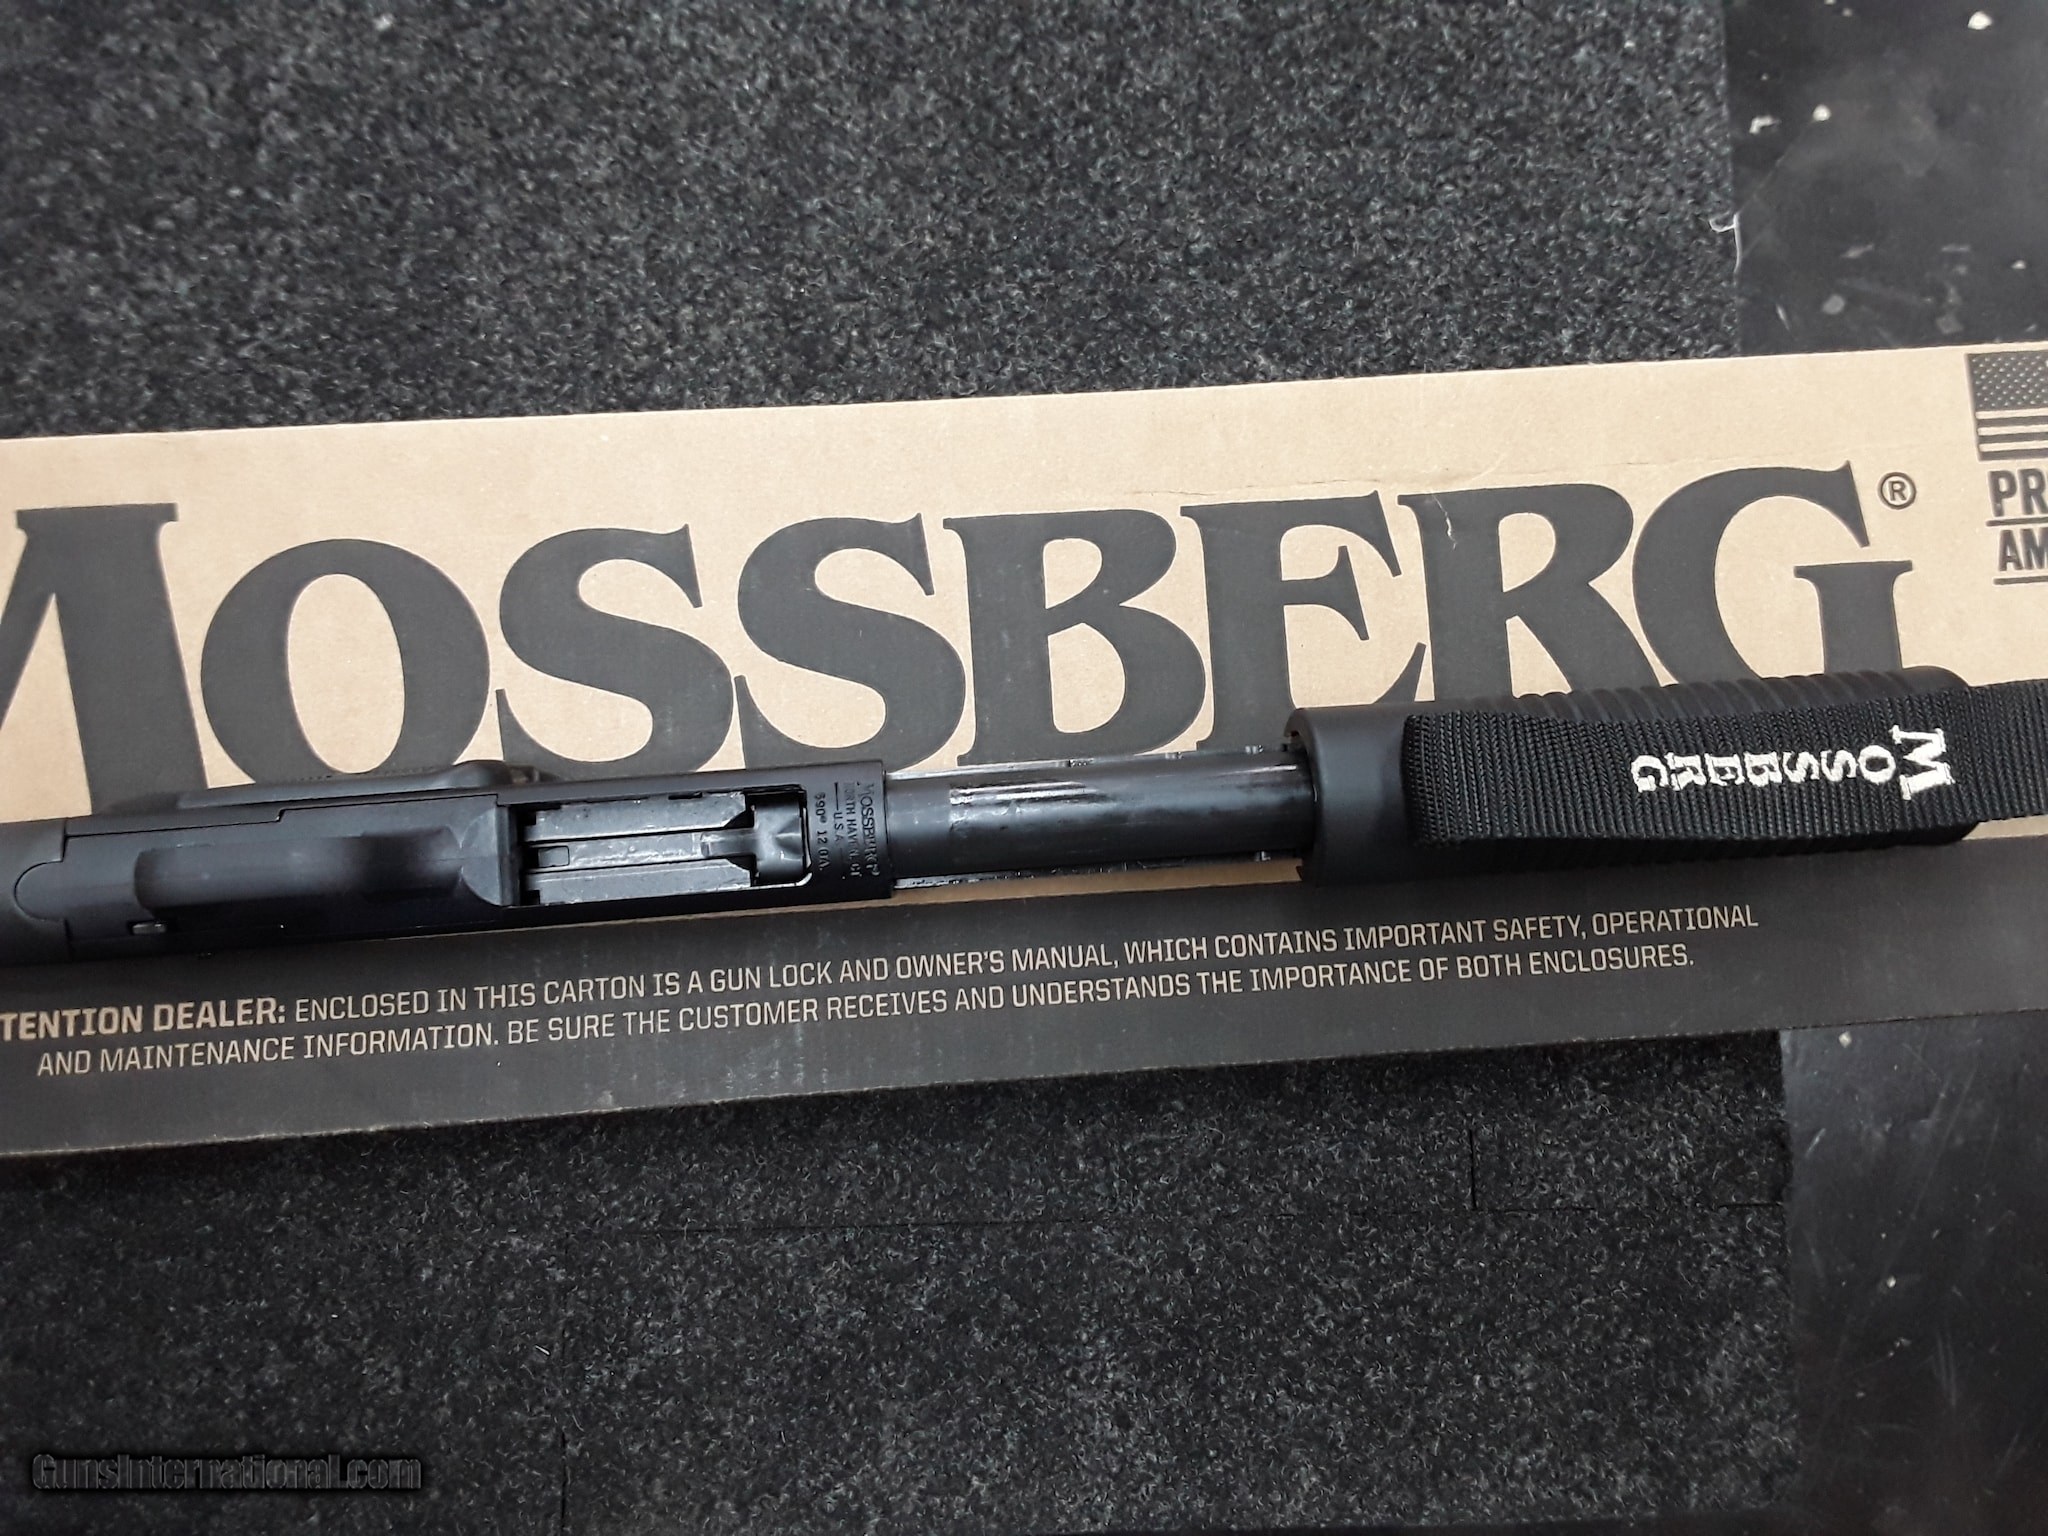 MOSSBERG®
PR
AM
MOSSBERG®
NORTH HAVEN, CT
U.S.A.
590® 12 GA.
MOSSBERG
TENTION DEALER: ENCLOSED IN THIS CARTON IS A GUN LOCK AND OWNER'S MANUAL, WHICH CONTAINS IMPORTANT SAFETY, OPERATIONAL
AND MAINTENANCE INFORMATION. BE SURE THE CUSTOMER RECEIVES AND UNDERSTANDS THE IMPORTANCE OF BOTH ENCLOSURES.
GunsInternational.com